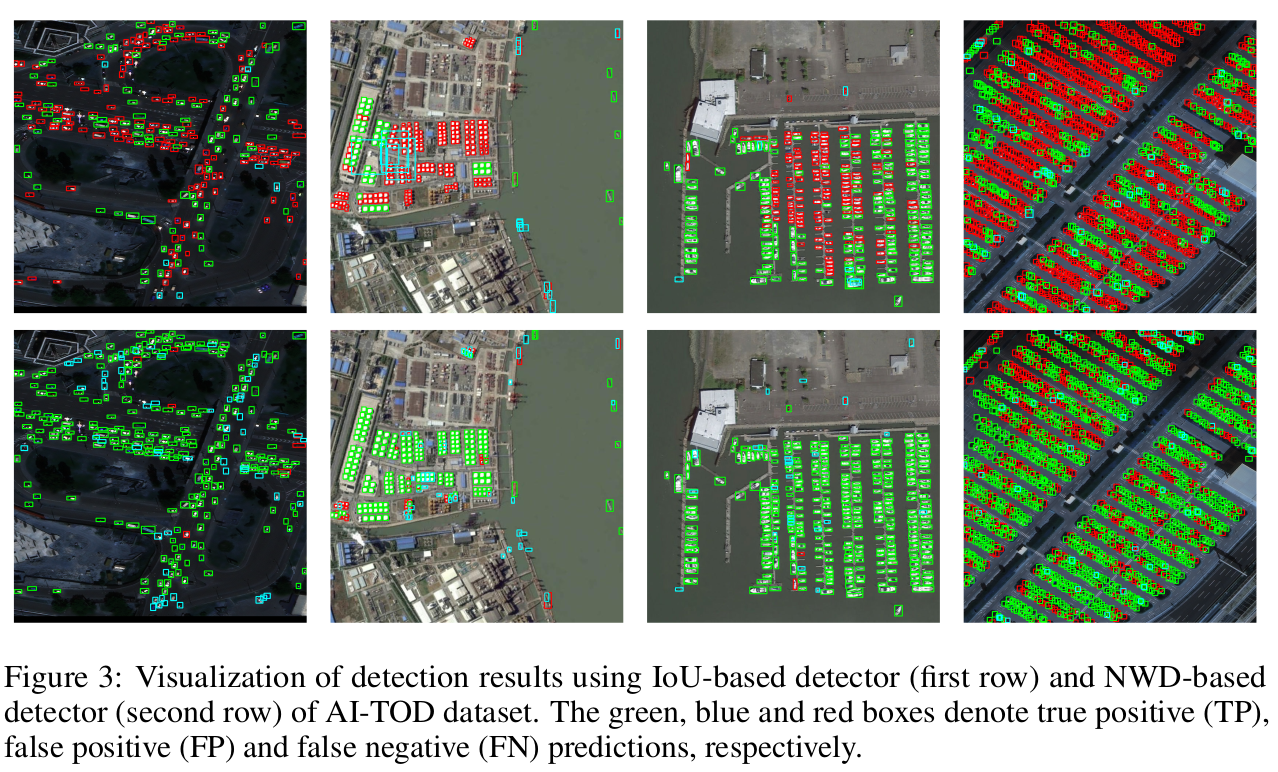 Figure 3: Visualization of detection results using IoU-based detector (first row) and NWD-based
detector (second row) of AI-TOD dataset. The green, blue and red boxes denote true positive (TP),
false positive (FP) and false negative (FN) predictions, respectively.